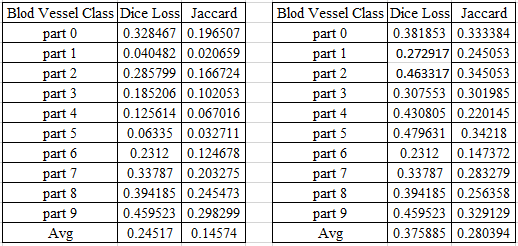 Blod Vessel Class Dice Loss Jaccard
part 0 0.328467 0.196507
part 1 0.040482 0.020659
part 2 0.285799 0.166724
part 3 0.185206 0.102053
part 4 0.125614 0.067016
part 5 0.06335 0.032711
part 6 0.2312 0.124678
part 7 0.33787 0.203275
part 8 0.394185 0.245473
part 9 0.459523 0.298299
Avg 0.24517 0.14574
Blod Vessel Class Dice Loss Jaccard
part 0 0.381853 0.333384
part 1 0.272917 0.245053
part 2 0.463317 0.345053
part 3 0.307553 0.301985
part 4 0.430805 0.220145
part 5 0.479631 0.34218
part 6 0.2312 0.147372
part 7 0.33787 0.283279
part 8 0.394185 0.256358
part 9 0.459523 0.329129
Avg 0.375885 0.280394